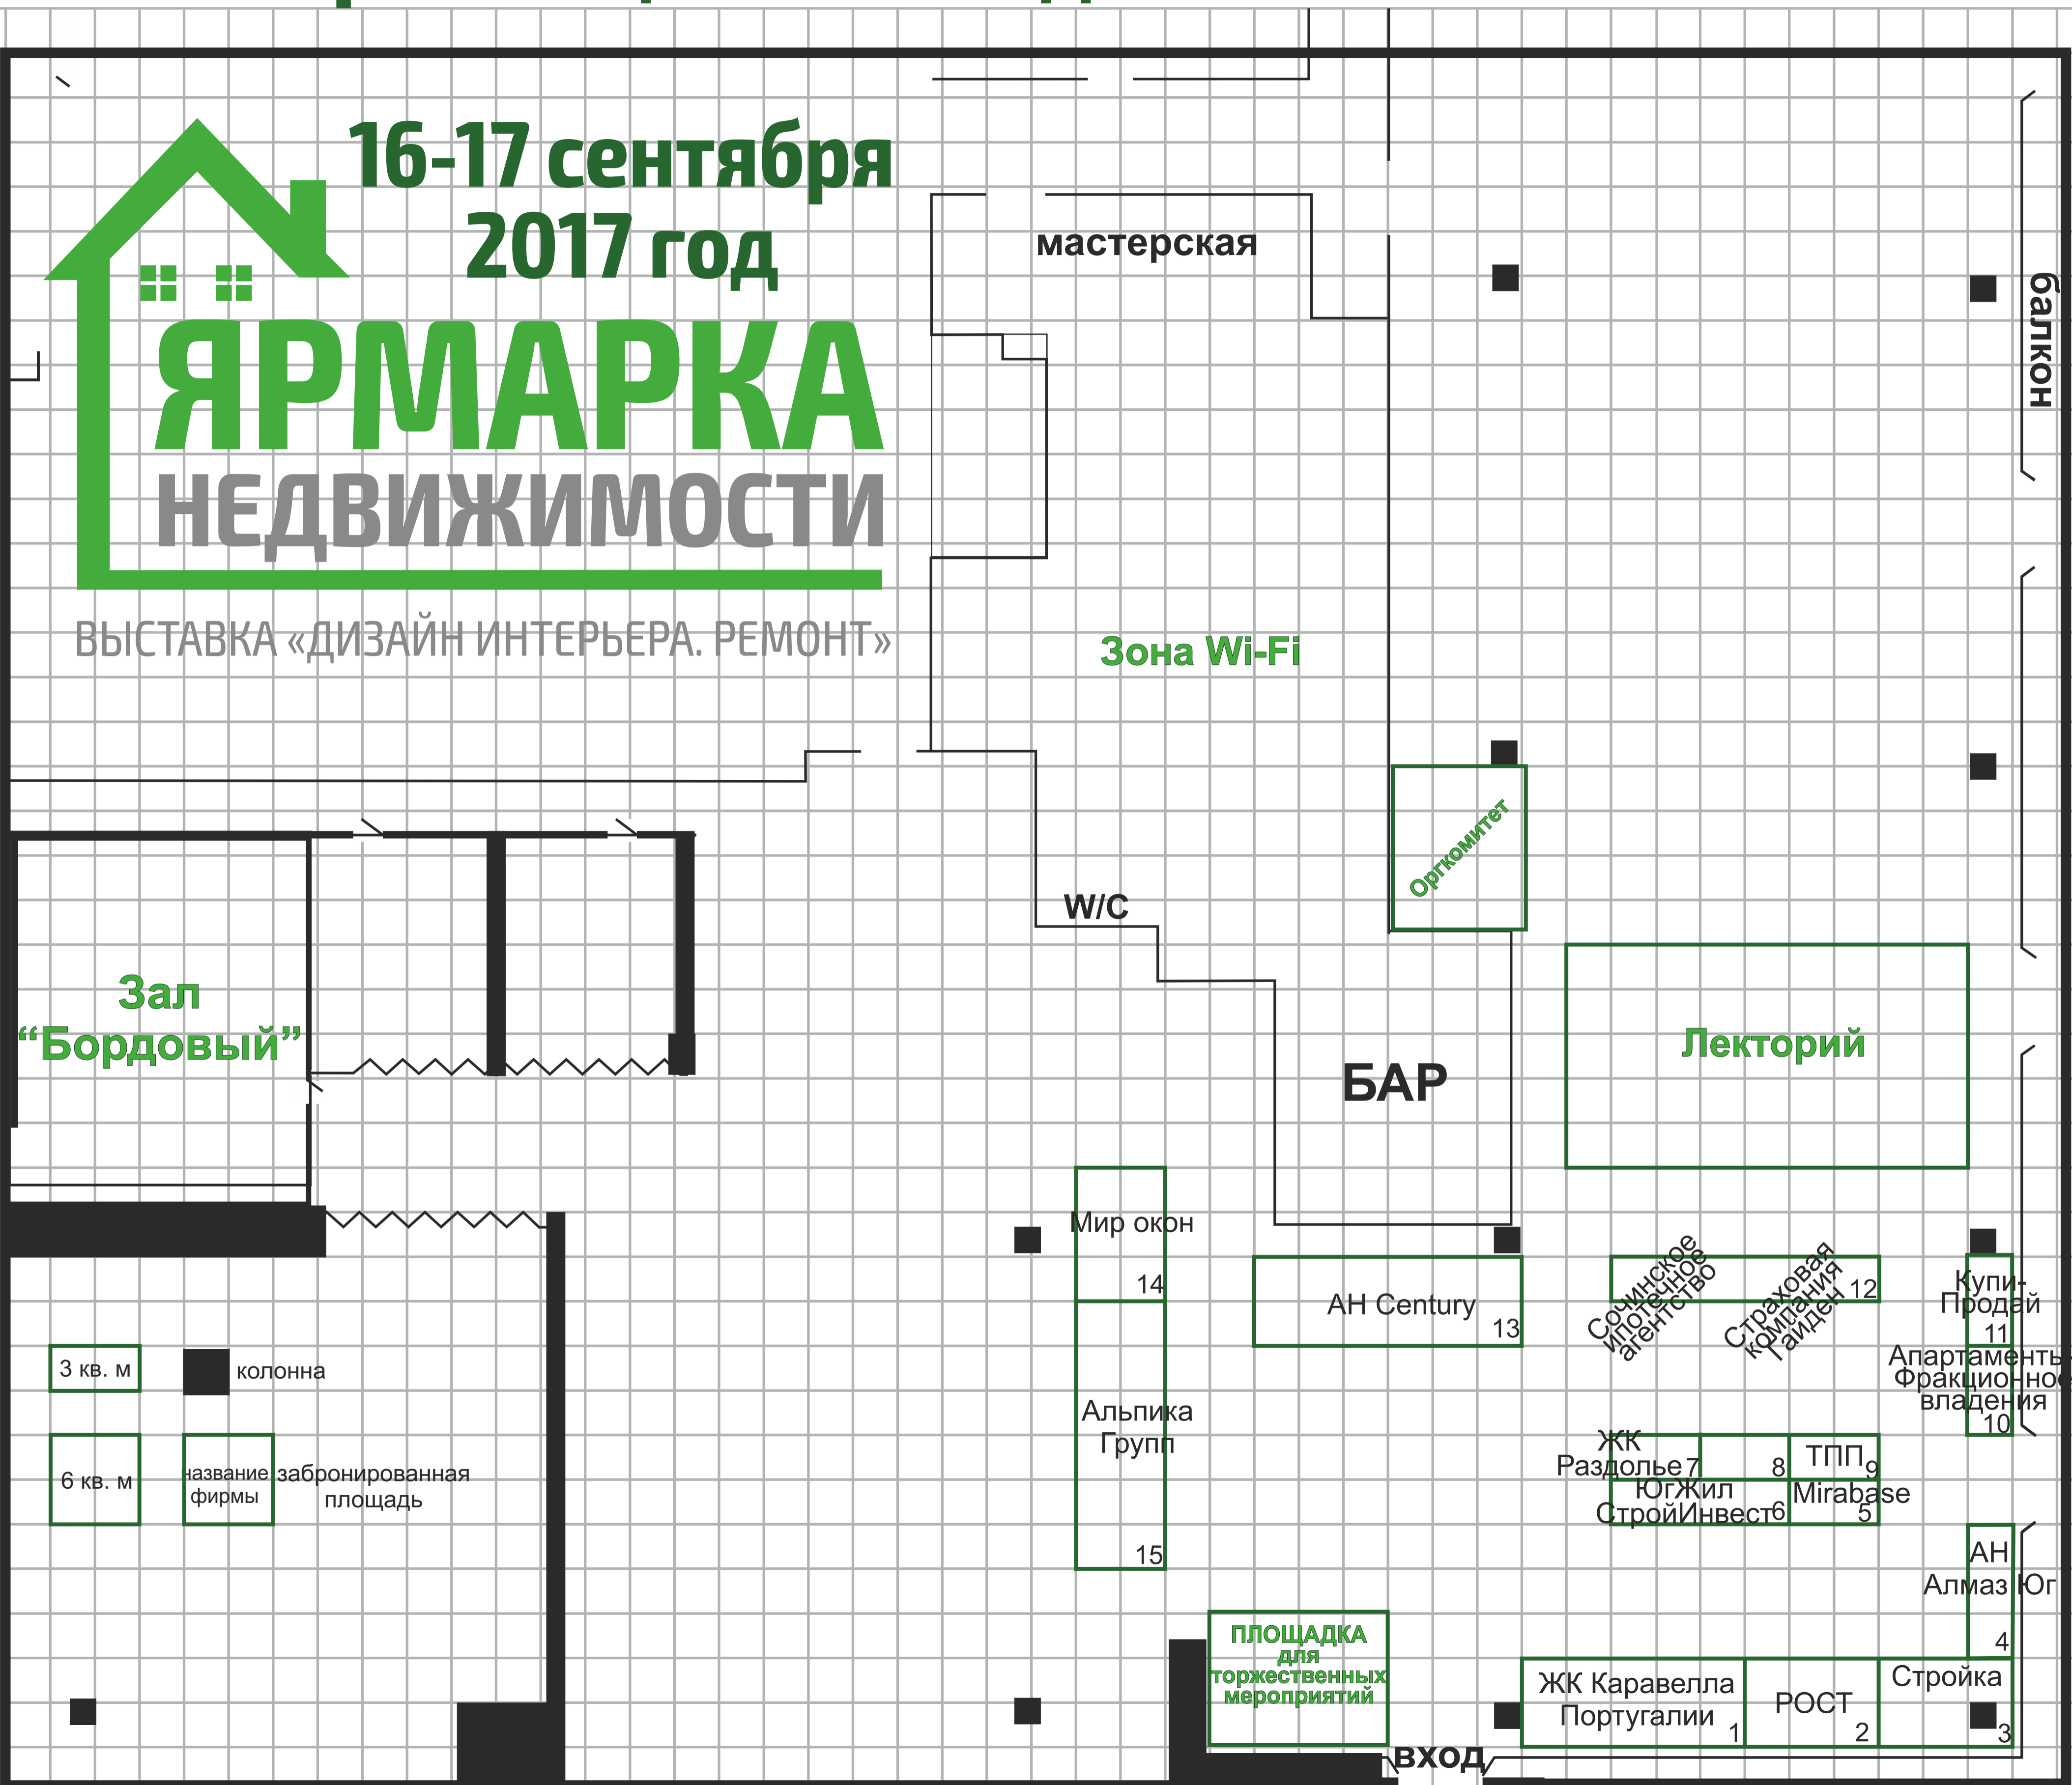 16-17 сентября
2017 год
ЯРМАРКА
НЕДВИЖИМОСТИ
ВЫСТАВКА «ДИЗАЙН ИНТЕРЬЕРА. РЕМОНТ»
мастерская
балкон
Зона Wi-Fi
Оргкомитет
W/C
Зал
“Бордовый”
БАР
Лекторий
Мир окон
14
АН Century
13
Сочинское
ипотечное
агентство
Страховая
компания
Гайден
12
Купи-
Продай
11
Апартаменты-
Фракционное
владения
10
3 кв. м
колонна
6 кв. м
название
фирмы
забронированная
площадь
Альпика
Групп
15
ЖК
Раздолье
7
8
ТПП
9
ЮгЖил
СтройИнвест
6
Mirabase
5
АН
Алмаз Юг
4
ПЛОЩАДКА
для
торжественных
мероприятий
ЖК Каравелла
Португалии
1
РОСТ
2
Стройка
3
вход